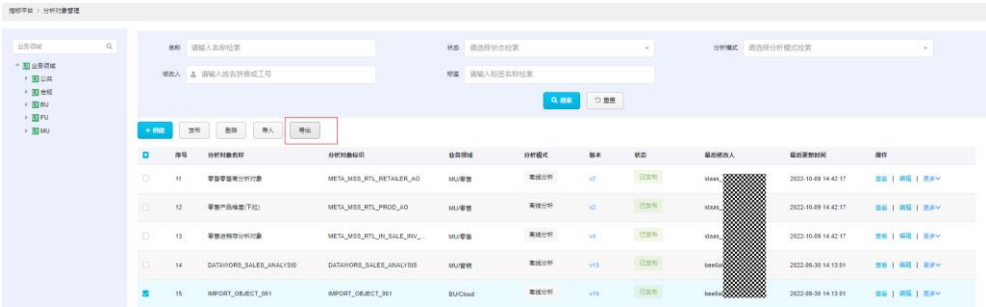 指标平台 > 分析对象管理
业务领域
业务领域
公共
合规
BU
FU
MU
名称 请输入名称检索 状态 请选择状态检索 分析模式 请选择分析模式检索
修改人 请输入姓名拼音或工号 标签 请输入标签名称检索
搜索 重置
+ 创建 发布 删除 导入 导出
序号 分析对象名称 分析对象标识 业务领域 分析模式 版本 状态 最后修改人 最后更新时间 操作
11 零售零售商分析对象 META_MSS_RTL_RETAILER_AO MU/零售 离线分析 v2 已发布 2022-10-09 14:42:17 查看 | 编辑 | 更多
12 零售产品维度(下拉) META_MSS_RTL_PROD_AO MU/零售 离线分析 v2 已发布 2022-10-09 14:42:17 查看 | 编辑 | 更多
13 零售进销存分析对象 META_MSS_RTL_IN_SALE_INV_... MU/零售 离线分析 v4 已发布 2022-10-09 14:42:17 查看 | 编辑 | 更多
14 DATAWORS_SALES_ANALYSIS DATAWORS_SALES_ANALYSIS MU/营销 离线分析 v13 已发布 2022-09-30 14:13:01 查看 | 编辑 | 更多
15 IMPORT_OBJECT_001 IMPORT_OBJECT_001 BU/Cloud 离线分析 v19 已发布 2022-09-30 14:13:01 查看 | 编辑 | 更多